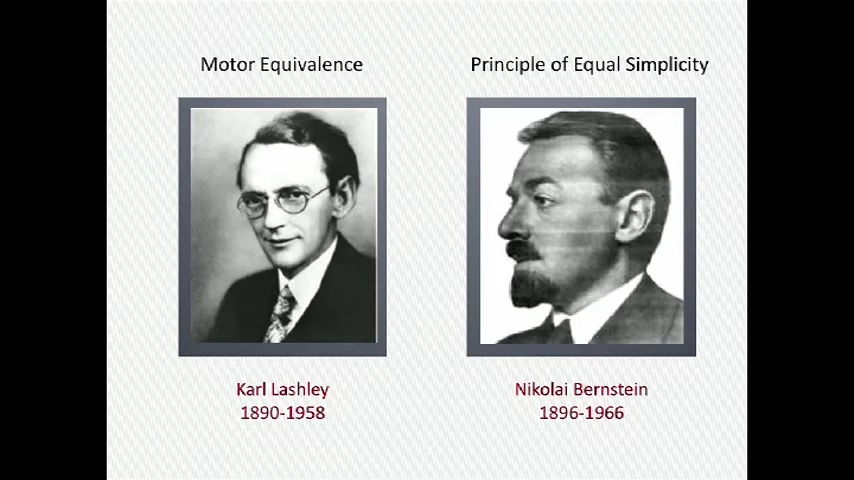 Motor Equivalence
Principle of Equal Simplicity
Karl Lashley
1890-1958
Nikolai Bernstein
1896-1966